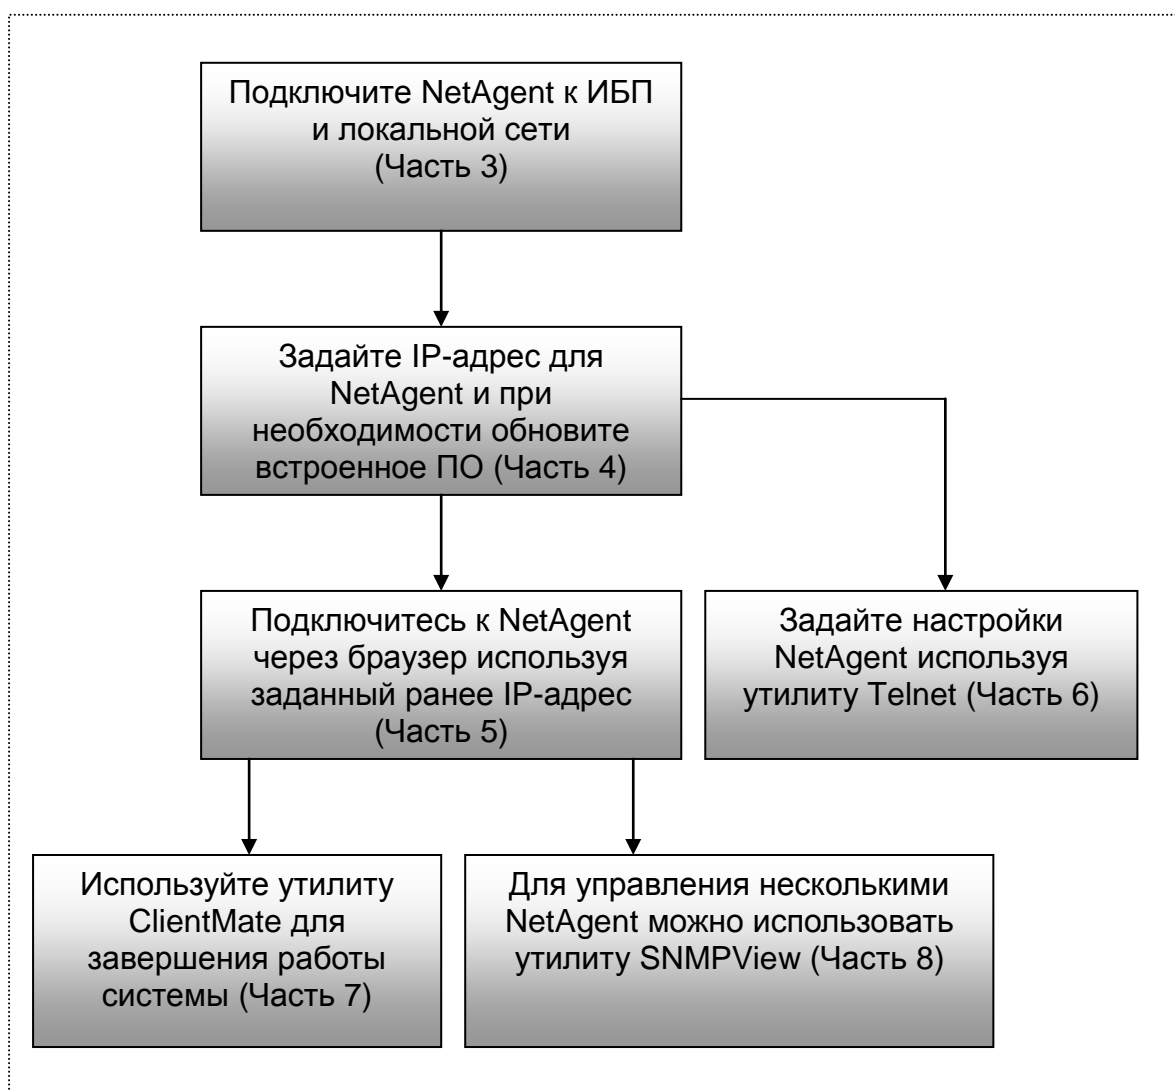 Подключите NetAgent к ИБП
и локальной сети
(Часть 3)
Задайте IP-адрес для
NetAgent и при
необходимости обновите
встроенное ПО (Часть 4)
Подключитесь к NetAgent
через браузер используя
заданный ранее IP-адрес
(Часть 5)
Задайте настройки
NetAgent используя
утилиту Telnet (Часть 6)
Используйте утилиту
ClientMate для
завершения работы
системы (Часть 7)
Для управления несколькими
NetAgent можно использовать
утилиту SNMPView (Часть 8)